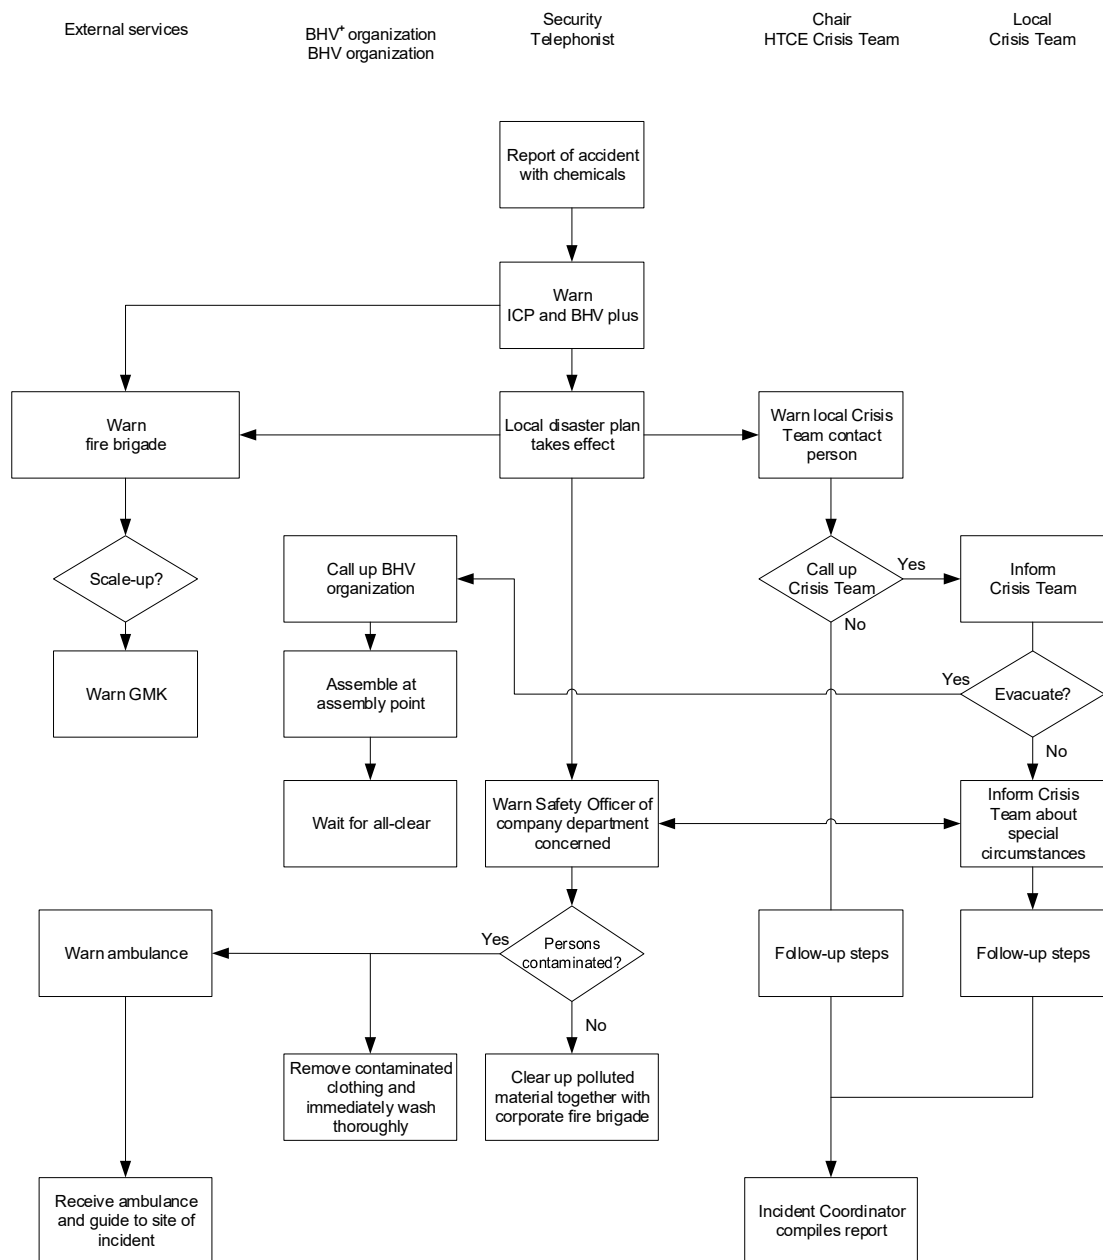 External services
BHV⁺ organization
BHV organization
Security
Telephonist
Chair
HTCE Crisis Team
Local
Crisis Team
Report of accident
with chemicals
Warn
ICP and BHV plus
Warn
fire brigade
Local disaster plan
takes effect
Warn local Crisis
Team contact
person
Scale-up?
Call up BHV
organization
Call up
Crisis Team
Yes
No
Inform
Crisis Team
Warn GMK
Assemble at
assembly point
Yes
Evacuate?
No
Wait for all-clear
Warn Safety Officer of
company department
concerned
Inform Crisis
Team about
special
circumstances
Warn ambulance
Yes
Persons
contaminated?
No
Follow-up steps
Follow-up steps
Remove contaminated
clothing and
immediately wash
thoroughly
Clear up polluted
material together with
corporate fire brigade
Receive ambulance
and guide to site of
incident
Incident Coordinator
compiles report